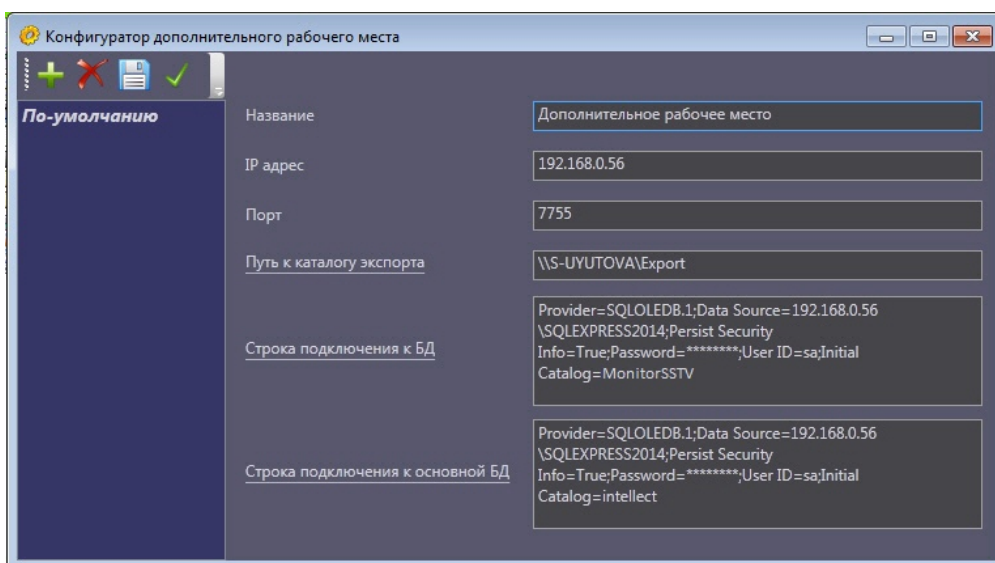 Конфигуратор дополнительного рабочего места
По-умолчанию
Название
Дополнительное рабочее место
IP адрес
192.168.0.56
Порт
7755
Путь к каталогу экспорта
\\S-UYUTOVA\Export
Строка подключения к БД
Provider=SQLOLEDB.1;Data Source=192.168.0.56
\SQLEXPRESS2014;Persist Security
Info=True;Password=********;User ID=sa;Initial
Catalog=MonitorSSTV
Строка подключения к основной БД
Provider=SQLOLEDB.1;Data Source=192.168.0.56
\SQLEXPRESS2014;Persist Security
Info=True;Password=********;User ID=sa;Initial
Catalog=intellect